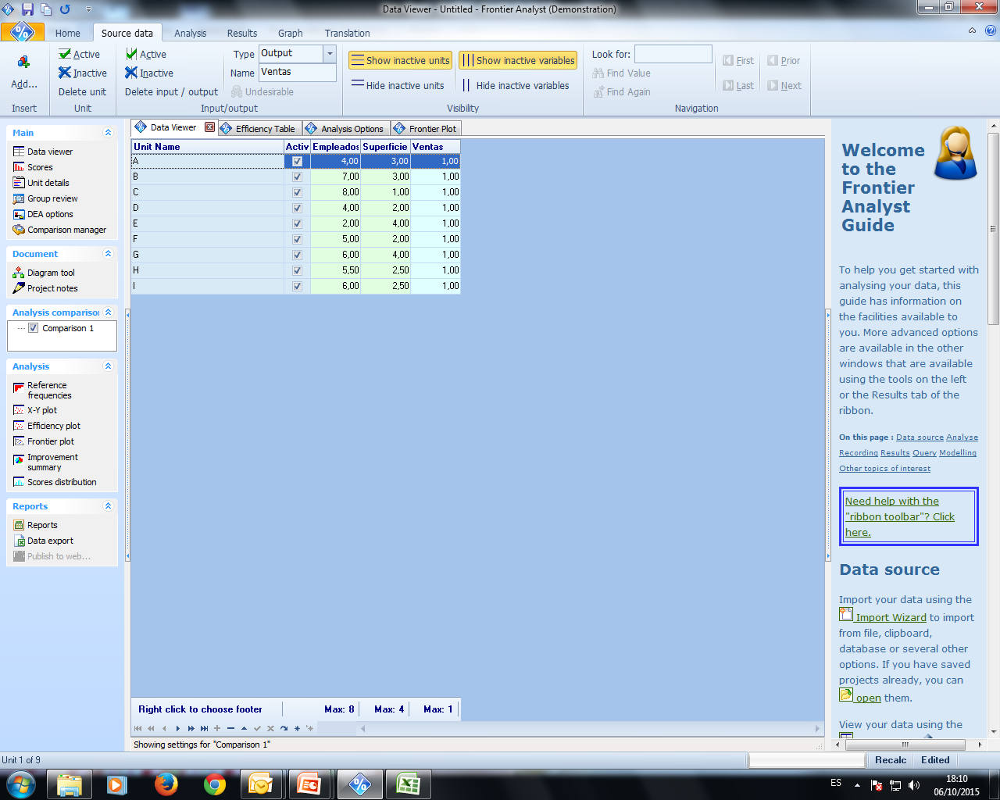 Data Viewer - Untitled - Frontier Analyst (Demonstration)
Home Source data Analysis Results Graph Translation
Add...
Insert
Active
Inactive
Delete unit
Unit
Active
Inactive
Delete input / output
Type Output
Name Ventas
Undesirable
Input/output
Show inactive units Show inactive variables
Hide inactive units Hide inactive variables
Visibility
Look for:
Find Value
Find Again
First Prior
Last Next
Navigation
Main
Data viewer
Scores
Unit details
Group review
DEA options
Comparison manager
Document
Diagram tool
Project notes
Analysis comparisor
Comparison 1
Analysis
Reference
frequencies
X-Y plot
Efficiency plot
Frontier plot
Improvement
summary
Scores distribution
Reports
Reports
Data export
Publish to web...
Data Viewer Efficiency Table Analysis Options Frontier Plot
Unit Name Activ Empleados Superficie Ventas
A 4,00 3,00 1,00
B 7,00 3,00 1,00
C 8,00 1,00 1,00
D 4,00 2,00 1,00
E 2,00 4,00 1,00
F 5,00 2,00 1,00
G 6,00 4,00 1,00
H 5,50 2,50 1,00
I 6,00 2,50 1,00
Right click to choose footer Max: 8 Max: 4 Max: 1
Showing settings for "Comparison 1"
Welcome
to the
Frontier
Analyst
Guide
To help you get started with
analysing your data, this
guide has information on
the facilities available to
you. More advanced options
are available in the other
windows that are available
using the tools on the left
or the Results tab of the
ribbon.
On this page : Data source Analyse
Recording Results Query Modelling
Other topics of interest
Need help with the
"ribbon toolbar"? Click
here.
Data source
Import your data using the
Import Wizard to import
from file, clipboard,
database or several other
options. If you have saved
projects already, you can
open them.
View your data using the
Unit 1 of 9
Recalc Edited
ES
18:10
06/10/2015